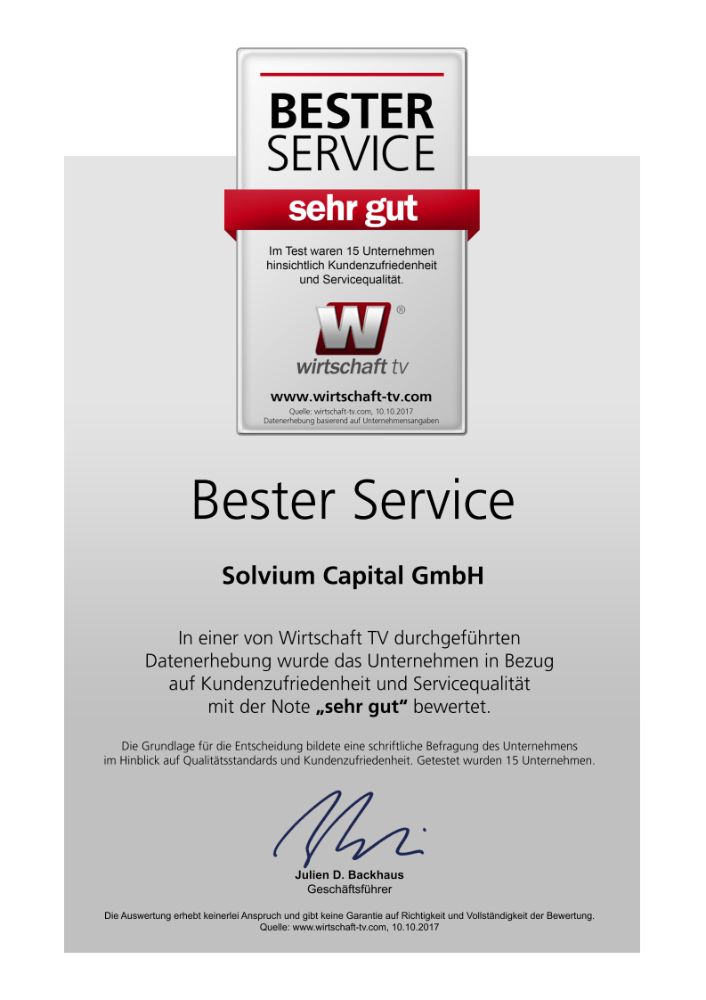 BESTER
SERVICE
sehr gut
Im Test waren 15 Unternehmen
hinsichtlich Kundenzufriedenheit
und Servicequalität.
W ®
wirtschaft tv
www.wirtschaft-tv.com
Quelle: wirtschaft-tv.com, 10.10.2017
Datenerhebung basierend auf Unternehmensangaben
Bester Service
Solvium Capital GmbH
In einer von Wirtschaft TV durchgeführten
Datenerhebung wurde das Unternehmen in Bezug
auf Kundenzufriedenheit und Servicequalität
mit der Note „sehr gut“ bewertet.
Die Grundlage für die Entscheidung bildete eine schriftliche Befragung des Unternehmens
im Hinblick auf Qualitätsstandards und Kundenzufriedenheit. Getestet wurden 15 Unternehmen.
Julien D. Backhaus
Geschäftsführer
Die Auswertung erhebt keinerlei Anspruch und gibt keine Garantie auf Richtigkeit und Vollständigkeit der Bewertung.
Quelle: www.wirtschaft-tv.com, 10.10.2017